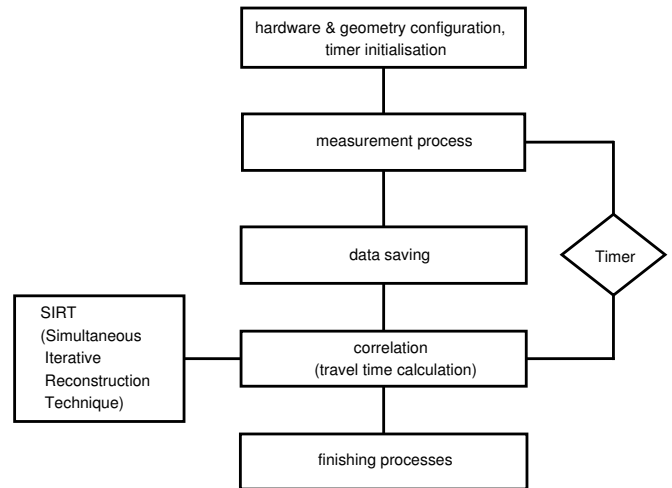 hardware & geometry configuration,
timer initialisation
measurement process
Timer
data saving
SIRT
(Simultaneous
Iterative
Reconstruction
Technique)
correlation
(travel time calculation)
finishing processes